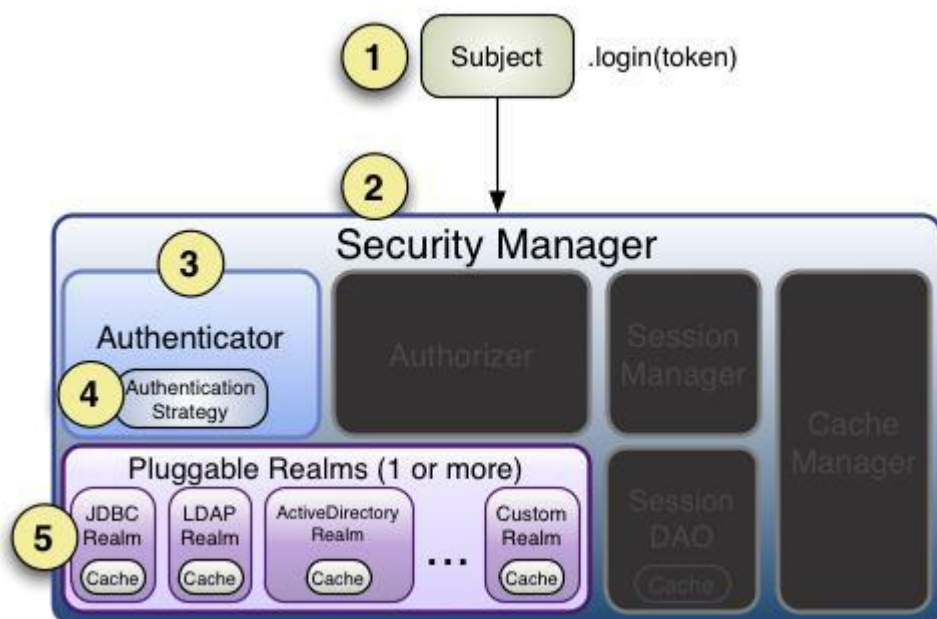 1
Subject
.login(token)
2
Security Manager
3
Authenticator
4
Authentication
Strategy
Authorizer
Session
Manager
Cache
Manager
Pluggable Realms (1 or more)
5
JDBC
Realm
Cache
LDAP
Realm
Cache
ActiveDirectory
Realm
Cache
...
Custom
Realm
Cache
Session
DAO
Cache